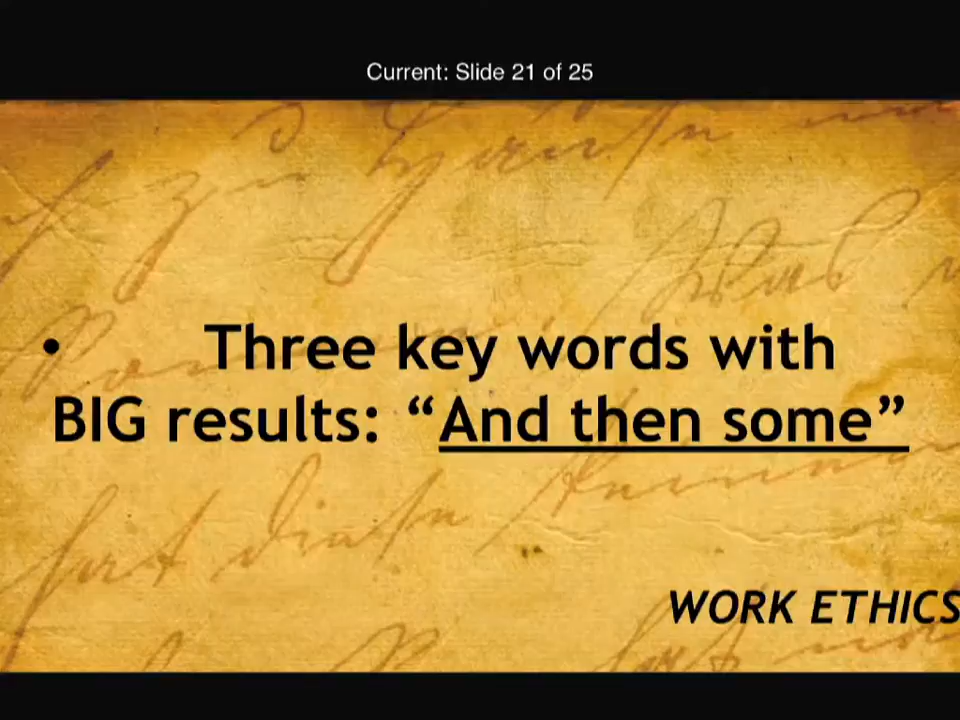 Current: Slide 21 of 25
• Three key words with
BIG results: “And then some”
WORK ETHICS